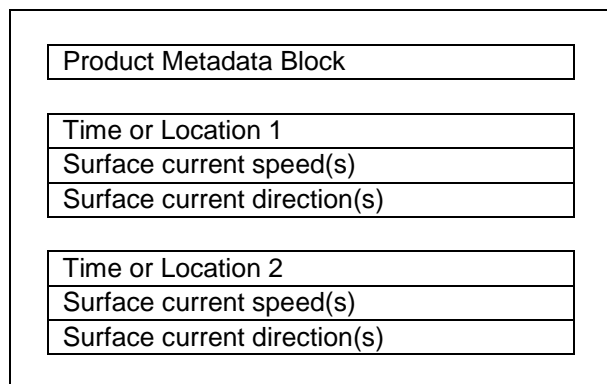 Product Metadata Block
Time or Location 1
Surface current speed(s)
Surface current direction(s)
Time or Location 2
Surface current speed(s)
Surface current direction(s)